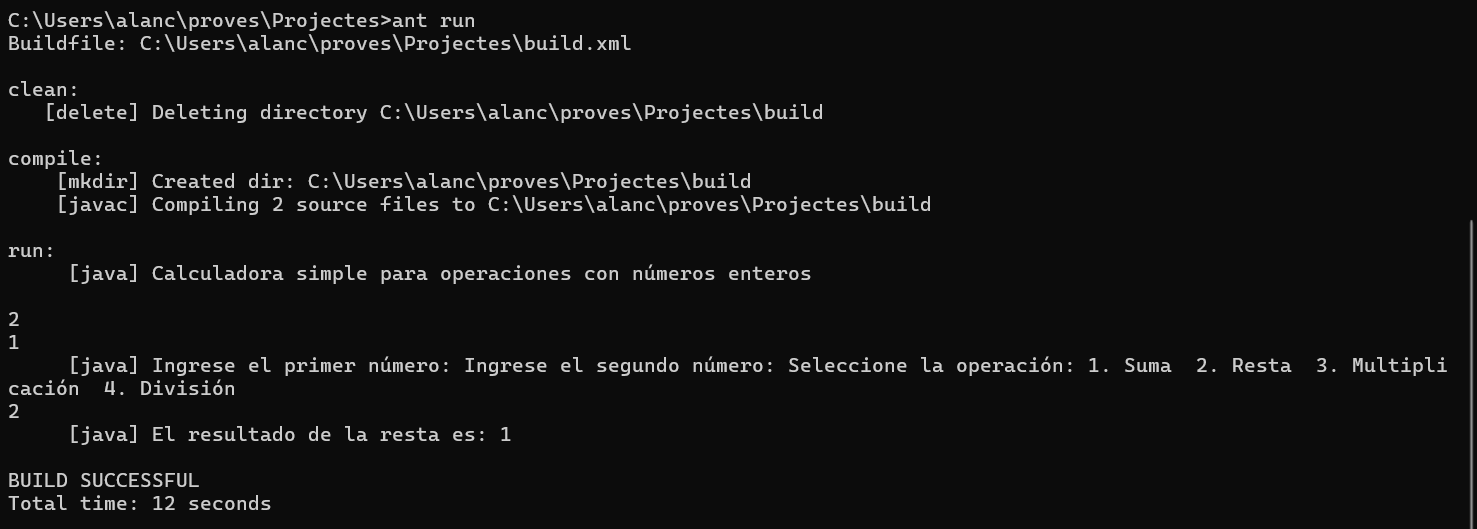 C:\Users\alanc\proves\Projectes>ant run
Buildfile: C:\Users\alanc\proves\Projectes\build.xml
clean:
[delete] Deleting directory C:\Users\alanc\proves\Projectes\build
compile:
[mkdir] Created dir: C:\Users\alanc\proves\Projectes\build
[javac] Compiling 2 source files to C:\Users\alanc\proves\Projectes\build
run:
[java] Calculadora simple para operaciones con números enteros
2
1
[java] Ingrese el primer número: Ingrese el segundo número: Seleccione la operación: 1. Suma  2. Resta  3. Multipli
cación  4. División
2
[java] El resultado de la resta es: 1
BUILD SUCCESSFUL
Total time: 12 seconds